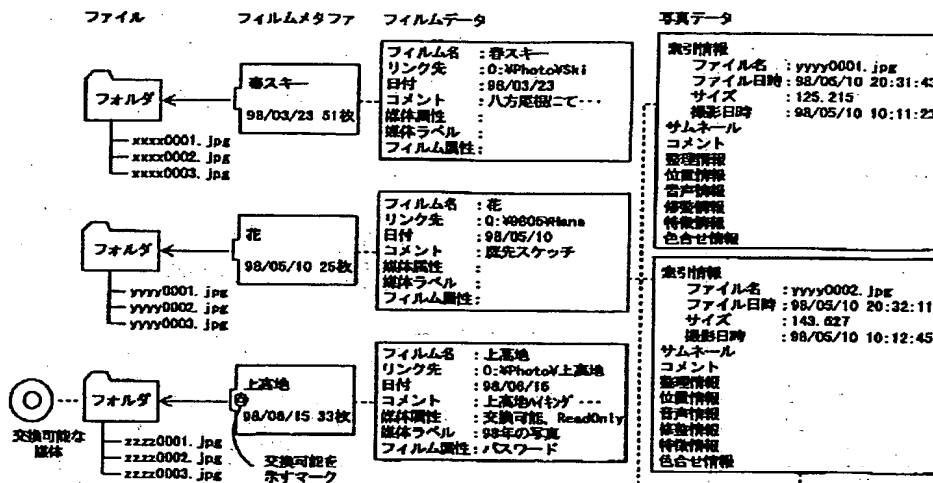 ファイル
フィルムメタファ
フィルムデータ
写真データ
フォルダ
xxxx0001.jpg
xxxx0002.jpg
xxxx0003.jpg
春スキー
98/03/23 51枚
フィルム名 :春スキー
リンク先 :O:¥Photo¥Ski
日付 :98/03/23
コメント :八方尾根にて…
媒体属性 :
媒体ラベル :
フィルム属性:
フォルダ
yyyy0001.jpg
yyyy0002.jpg
yyyy0003.jpg
花
98/05/10 25枚
フィルム名 :花
リンク先 :Q:¥9605¥Hana
日付 :98/05/10
コメント :庭先スケッチ
媒体属性 :
媒体ラベル :
フィルム属性:
交換可能な
媒体
フォルダ
zzzz0001.jpg
zzzz0002.jpg
zzzz0003.jpg
上高地
98/06/15 33枚
交換可能を
示すマーク
フィルム名 :上高地
リンク先 :O:¥Photo¥上高地
日付 :98/06/15
コメント :上高地ハイキング…
媒体属性 :交換可能, ReadOnly
媒体ラベル :98年の写真
フィルム属性:パスワード
索引情報
ファイル名 :yyyy0001.jpg
ファイル日時:98/05/10 20:31:43
サイズ :125.215
撮影日時 :98/05/10 10:11:23
サムネール
コメント
整理情報
位置情報
音声情報
修整情報
特徴情報
色合せ情報
索引情報
ファイル名 :yyyy0002.jpg
ファイル日時:98/05/10 20:32:11
サイズ :143.527
撮影日時 :98/05/10 10:12:45
サムネール
コメント
整理情報
位置情報
音声情報
修整情報
特徴情報
色合せ情報